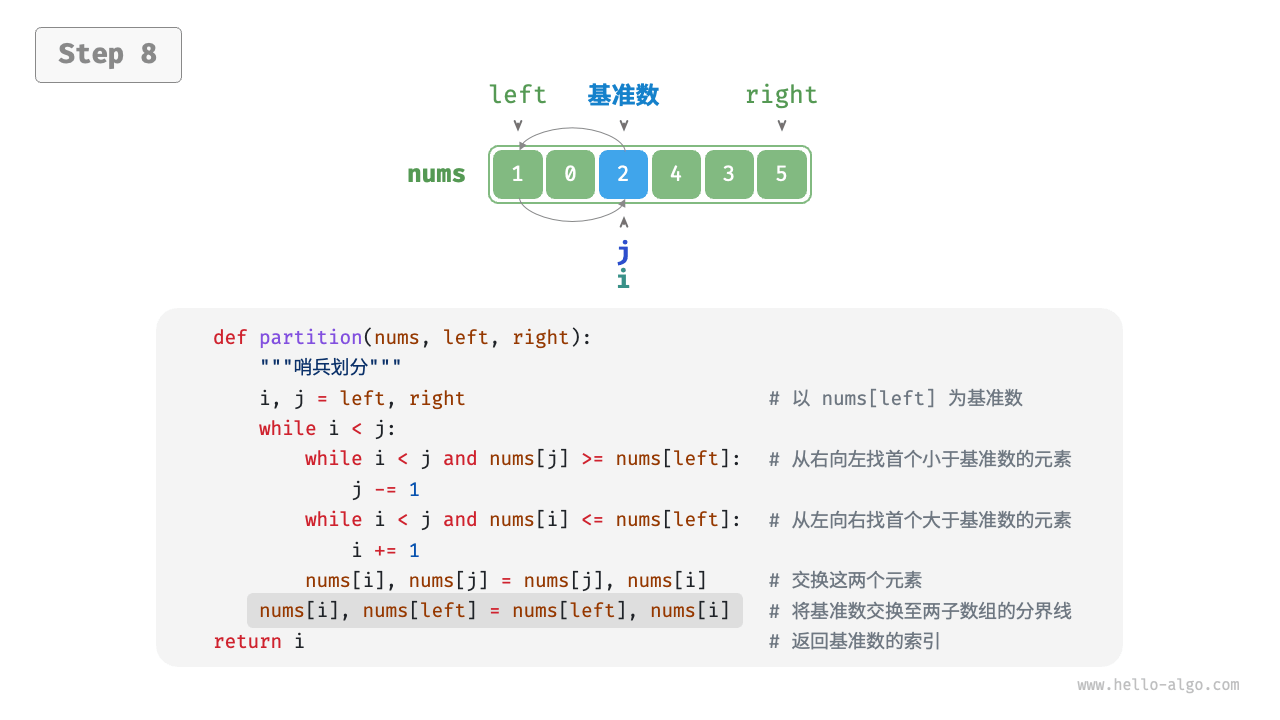 Step 8
left 基准数 right
nums 1 0 2 4 3 5
j
i
def partition(nums, left, right):
"""哨兵划分"""
i, j = left, right # 以 nums[left] 为基准数
while i < j:
while i < j and nums[j] >= nums[left]: # 从右向左找首个小于基准数的元素
j -= 1
while i < j and nums[i] <= nums[left]: # 从左向右找首个大于基准数的元素
i += 1
nums[i], nums[j] = nums[j], nums[i] # 交换这两个元素
nums[i], nums[left] = nums[left], nums[i] # 将基准数交换至两子数组的分界线
return i # 返回基准数的索引
www.hello-algo.com